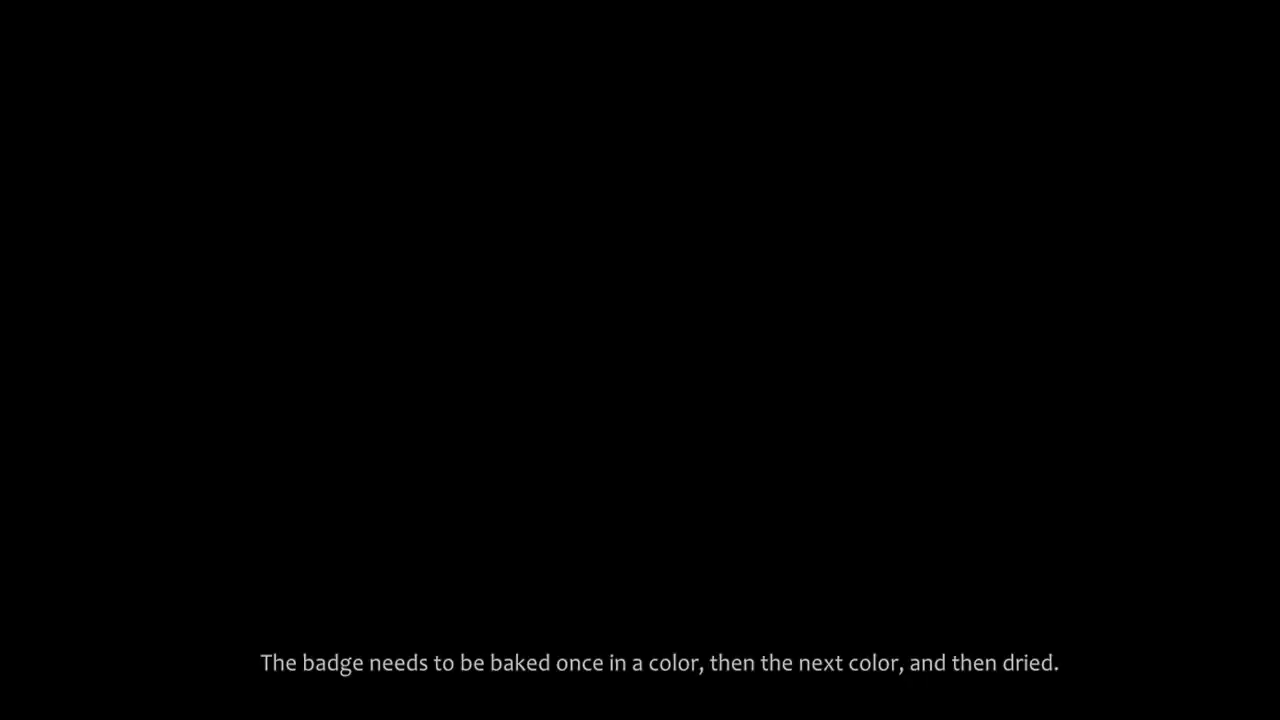 The badge needs to be baked once in a color, then the next color, and then dried.